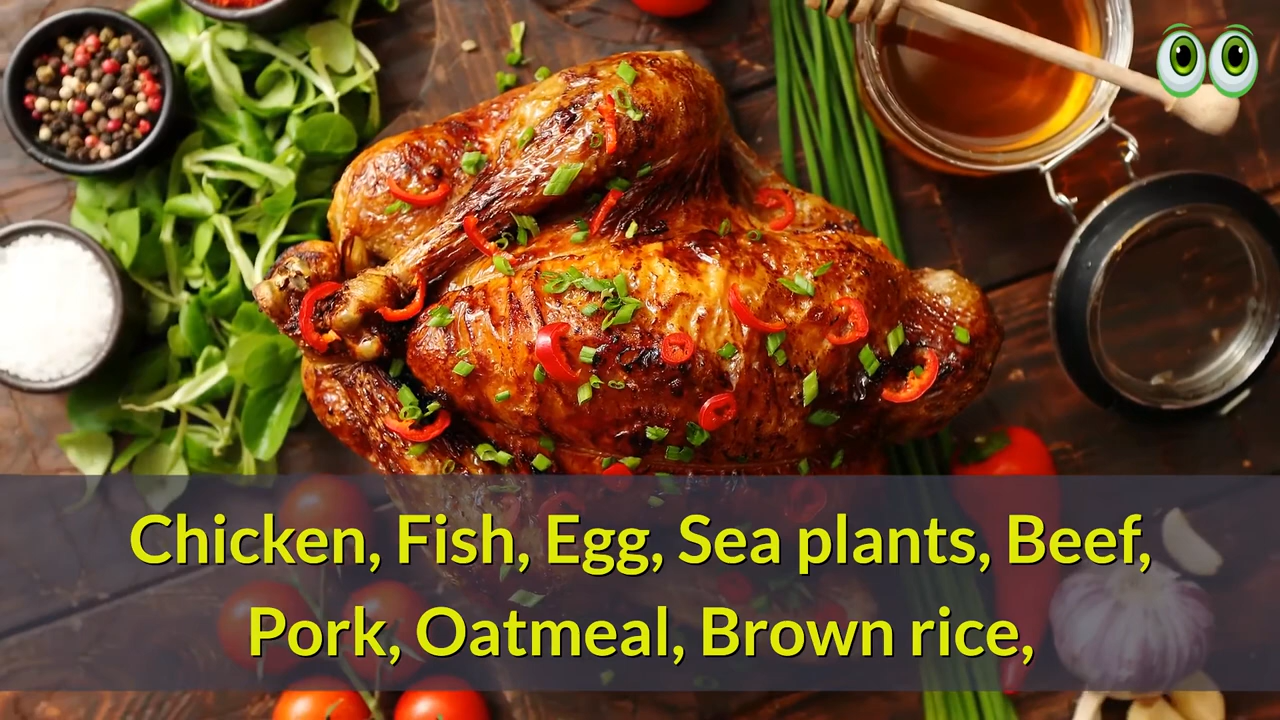 Chicken, Fish, Egg, Sea plants, Beef,
Pork, Oatmeal, Brown rice,